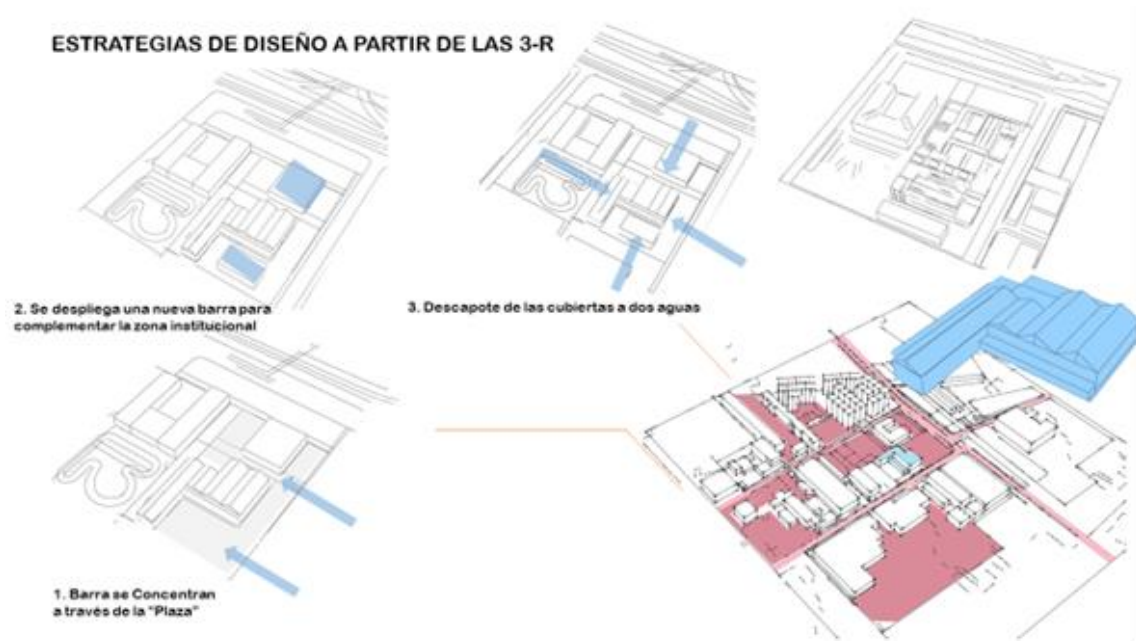 ESTRATEGIAS DE DISEÑO A PARTIR DE LAS 3-R
2. Se despliega una nueva barra para
complementar la zona institucional
3. Descapote de las cubiertas a dos aguas
1. Barra se Concentran
a través de la "Plaza"